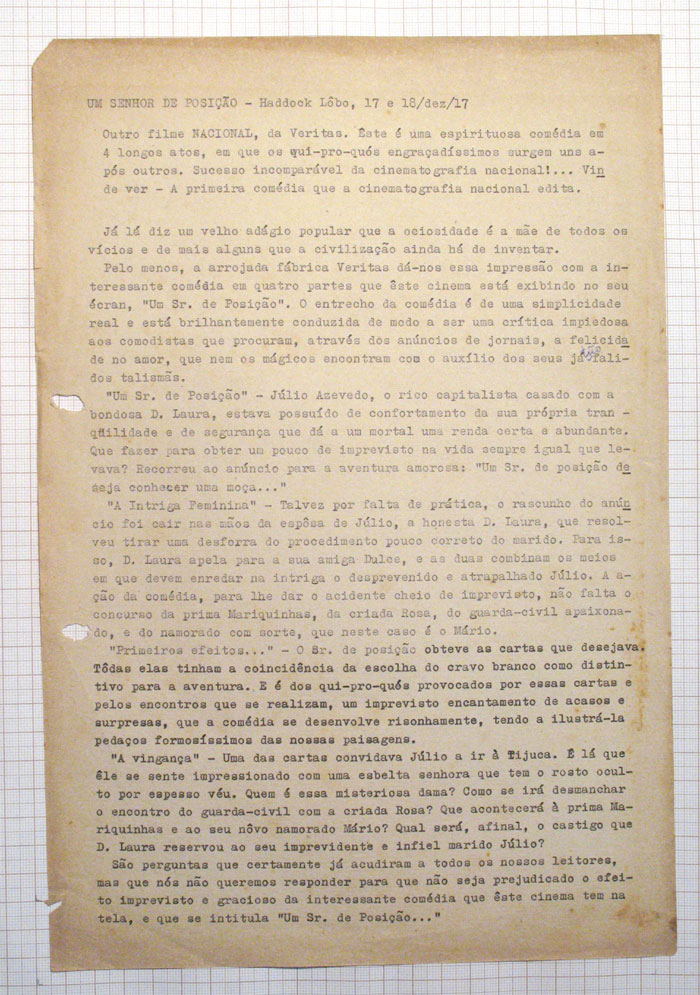 UM SENHOR DE POSIÇÃO - Haddock Lôbo, 17 e 18/dez/17
Outro filme NACIONAL, da Veritas. Êste é uma espirituosa comédia em
4 longos atos, em que os qui-pro-quós engraçadíssimos surgem uns a-
pós outros. Sucesso incomparável da cinematografia nacional!... Vin
de ver - A primeira comédia que a cinematografia nacional edita.
Já lá diz um velho adágio popular que a ociosidade é a mãe de todos os
vícios e de mais alguns que a civilização ainda há de inventar.
Pelo menos, a arrojada fábrica Veritas dá-nos essa impressão com a in-
teressante comédia em quatro partes que êste cinema está exibindo no seu
écran, "Um Sr. de Posição". O entrecho da comédia é de uma simplicidade
real e está brilhantemente conduzida de modo a ser uma crítica impiedosa
aos comodistas que procuram, através dos anúncios de jornais, a felicida
de no amor, que nem os mágicos encontram com o auxílio dos seus já fali-
dos talismãs.
"Um Sr. de Posição" - Júlio Azevedo, o rico capitalista casado com a
bondosa D. Laura, estava possuído de confortamento da sua própria tran -
qüilidade e de segurança que dá a um mortal uma renda certa e abundante.
Que fazer para obter um pouco de imprevisto na vida sempre igual que le-
vava? Recorreu ao anúncio para a aventura amorosa: "Um Sr. de posição de
seja conhecer uma moça..."
"A Intriga Feminina" - Talvez por falta de prática, o rascunho do anún
cio foi cair nas mãos da espôsa de Júlio, a honesta D. Laura, que resol-
veu tirar uma desforra do procedimento pouco correto do marido. Para is-
so, D. Laura apela para a sua amiga Dulce, e as duas combinam os meios
em que devem enredar na intriga o desprevenido e atrapalhado Júlio. A a-
ção da comédia, para lhe dar o acidente cheio de imprevisto, não falta o
concurso da prima Mariquinhas, da criada Rosa, do guarda-civil apaixona-
do, e do namorado com sorte, que neste caso é o Mário.
"Primeiros efeitos..." - O Sr. de posição obteve as cartas que desejava.
Tôdas elas tinham a coincidência da escolha do cravo branco como distin-
tivo para a aventura. E é dos qui-pro-quós provocados por essas cartas e
pelos encontros que se realizam, um imprevisto encantamento de acasos e
surpresas, que a comédia se desenvolve risonhamente, tendo a ilustrá-la
pedaços formosíssimos das nossas paisagens.
"A vingança" - Uma das cartas convidava Júlio a ir à Tijuca. É lá que
êle se sente impressionado com uma esbelta senhora que tem o rosto ocul-
to por espesso véu. Quem é essa misteriosa dama? Como se irá desmanchar
o encontro do guarda-civil com a criada Rosa? Que acontecerá à prima Ma-
riquinhas e ao seu nôvo namorado Mário? Qual será, afinal, o castigo que
D. Laura reservou ao seu imprevidente e infiel marido Júlio?
São perguntas que certamente já acudiram a todos os nossos leitores,
mas que nós não queremos responder para que não seja prejudicado o efei-
to imprevisto e gracioso da interessante comédia que êste cinema tem na
tela, e que se intitula "Um Sr. de Posição..."